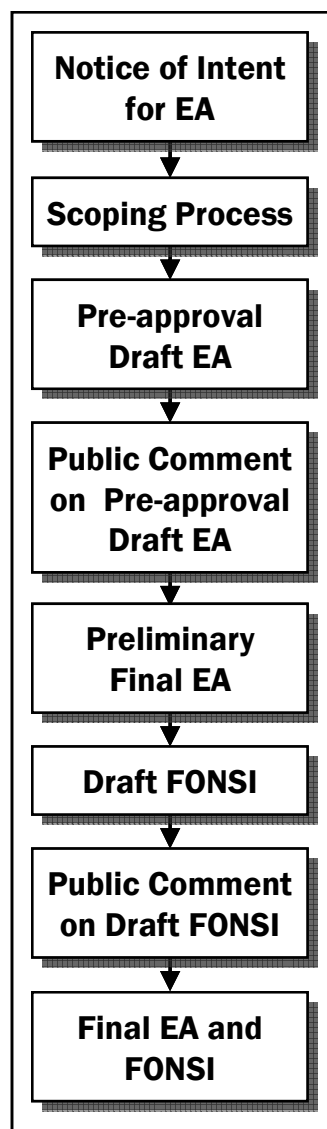 Notice of Intent
for EA
Scoping Process
Pre-approval
Draft EA
Public Comment
on Pre-approval
Draft EA
Preliminary
Final EA
Draft FONSI
Public Comment
on Draft FONSI
Final EA and
FONSI